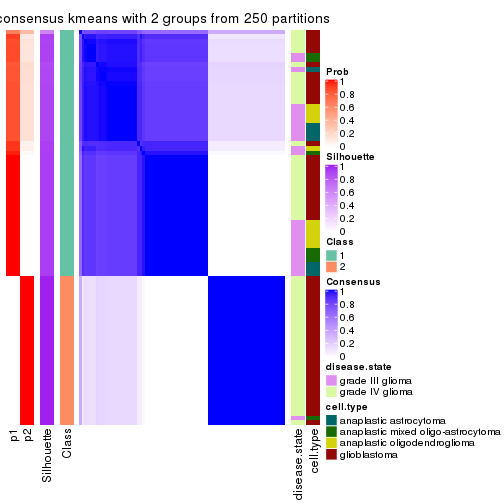 consensus kmeans with 2 groups from 250 partitions
Prob
1
0.8
0.6
0.4
0.2
0
Silhouette
1
0.8
0.6
0.4
0.2
0
Class
1
2
Consensus
1
0.8
0.6
0.4
0.2
0
disease.state
grade III glioma
grade IV glioma
cell.type
anaplastic astrocytoma
anaplastic mixed oligo-astrocytoma
anaplastic oligodendroglioma
glioblastoma
p1
p2
Silhouette
Class
disease.state
cell.type